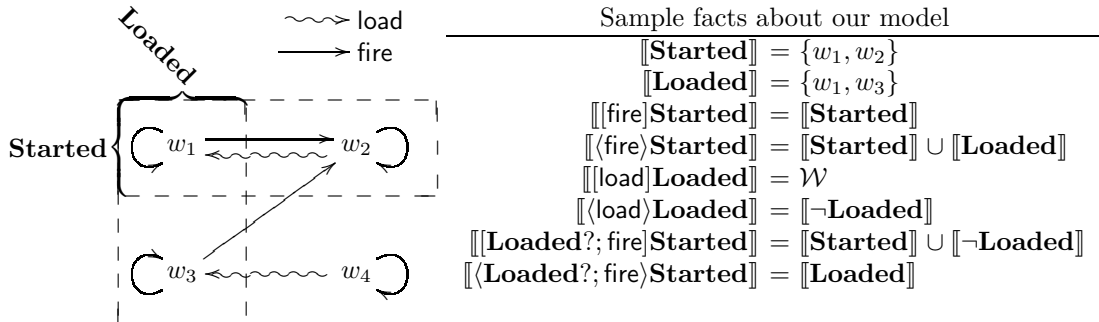 load
fire
Loaded
Started
w₁ w₂
w₃ w₄
Sample facts about our model
⟦Started⟧ = {w₁, w₂}
⟦Loaded⟧ = {w₁, w₃}
⟦[fire]Started⟧ = ⟦Started⟧
⟦⟨fire⟩Started⟧ = ⟦Started⟧ ∪ ⟦Loaded⟧
⟦[load]Loaded⟧ = 𝒲
⟦⟨load⟩Loaded⟧ = ⟦¬Loaded⟧
⟦[Loaded?; fire]Started⟧ = ⟦Started⟧ ∪ ⟦¬Loaded⟧
⟦⟨Loaded?; fire⟩Started⟧ = ⟦Loaded⟧